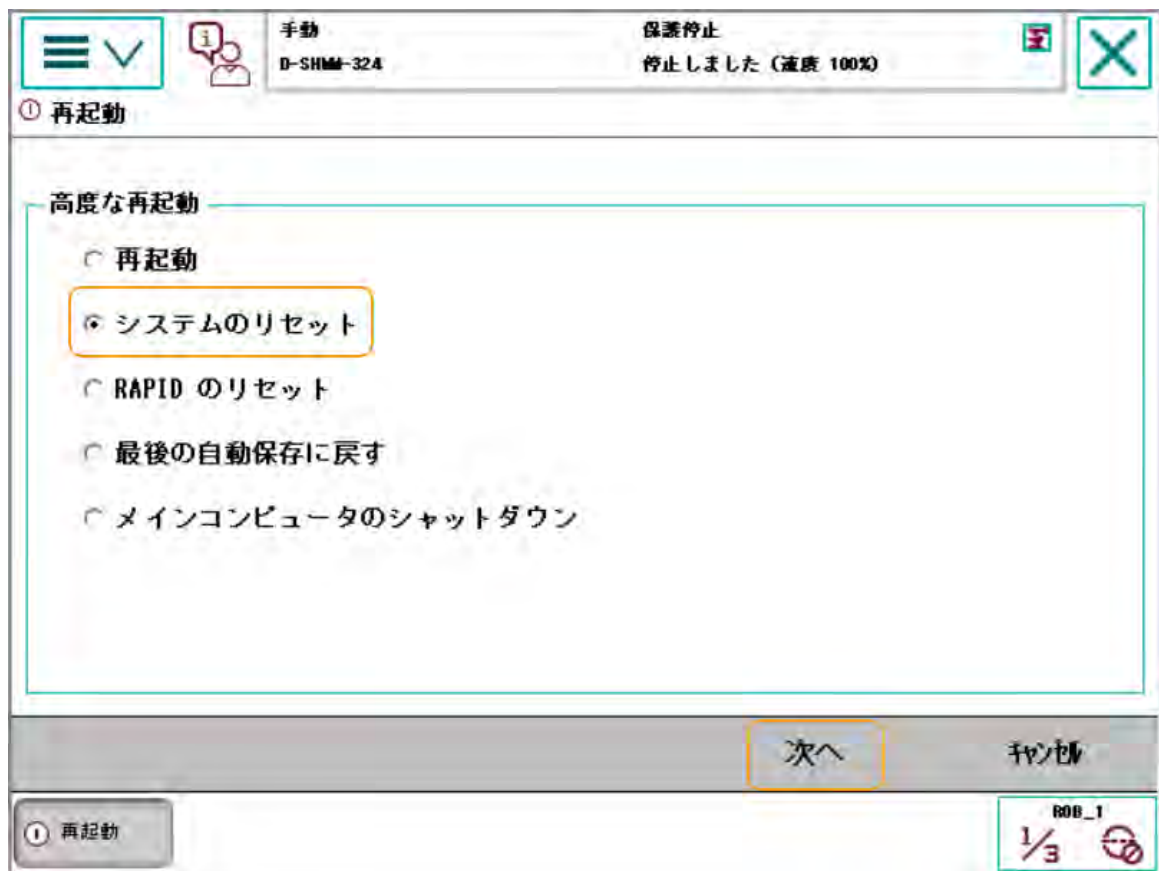 手動
D-SHMM-324
保護停止
停止しました (速度 100%)
再起動
高度な再起動
再起動
システムのリセット
RAPID のリセット
最後の自動保存に戻す
メインコンピュータのシャットダウン
次へ
キャンセル
再起動
ROB_1
1/3